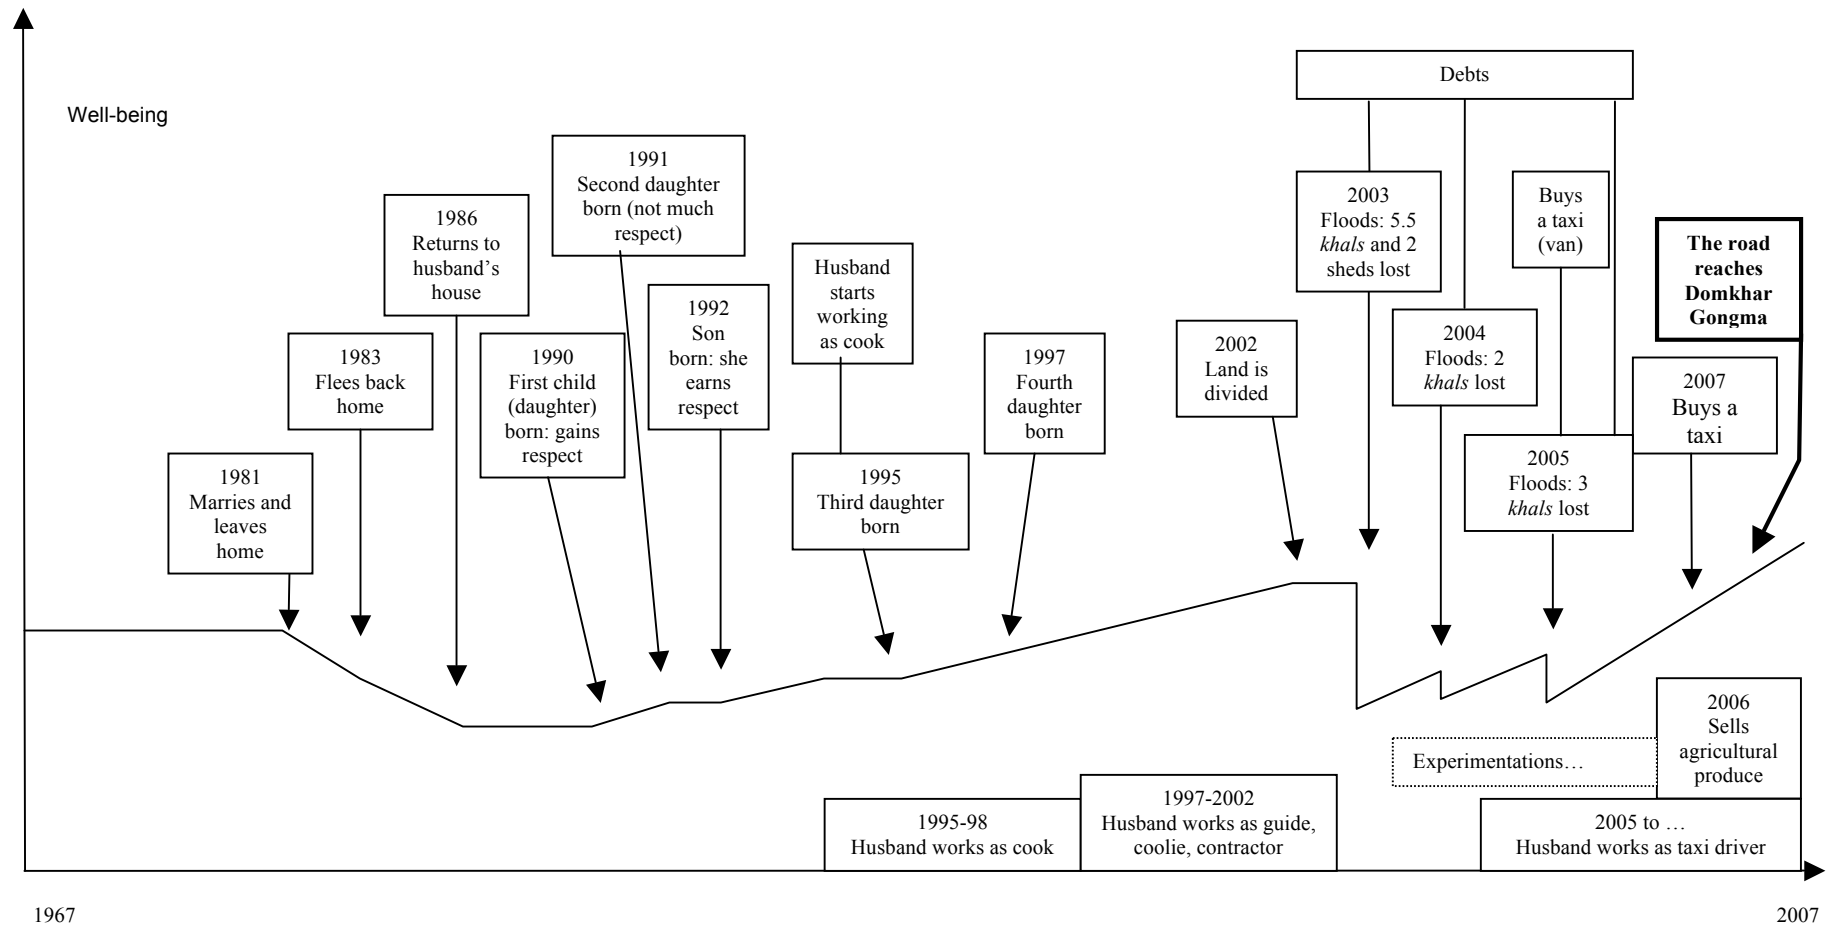 Well-being
1981
Marries and
leaves
home
1983
Flees back
home
1986
Returns to
husband’s
house
1990
First child
(daughter)
born: gains
respect
1991
Second daughter
born (not much
respect)
1992
Son
born: she
earns
respect
Husband
starts
working
as cook
1995
Third daughter
born
1997
Fourth
daughter
born
2002
Land is
divided
Debts
2003
Floods: 5.5
khals and 2
sheds lost
2004
Floods: 2
khals lost
Buys
a taxi
(van)
2005
Floods: 3
khals lost
The road
reaches
Domkhar
Gongma
2007
Buys a
taxi
2006
Sells
agricultural
produce
Experimentations…
1995-98
Husband works as cook
1997-2002
Husband works as guide,
coolie, contractor
2005 to …
Husband works as taxi driver
1967
2007